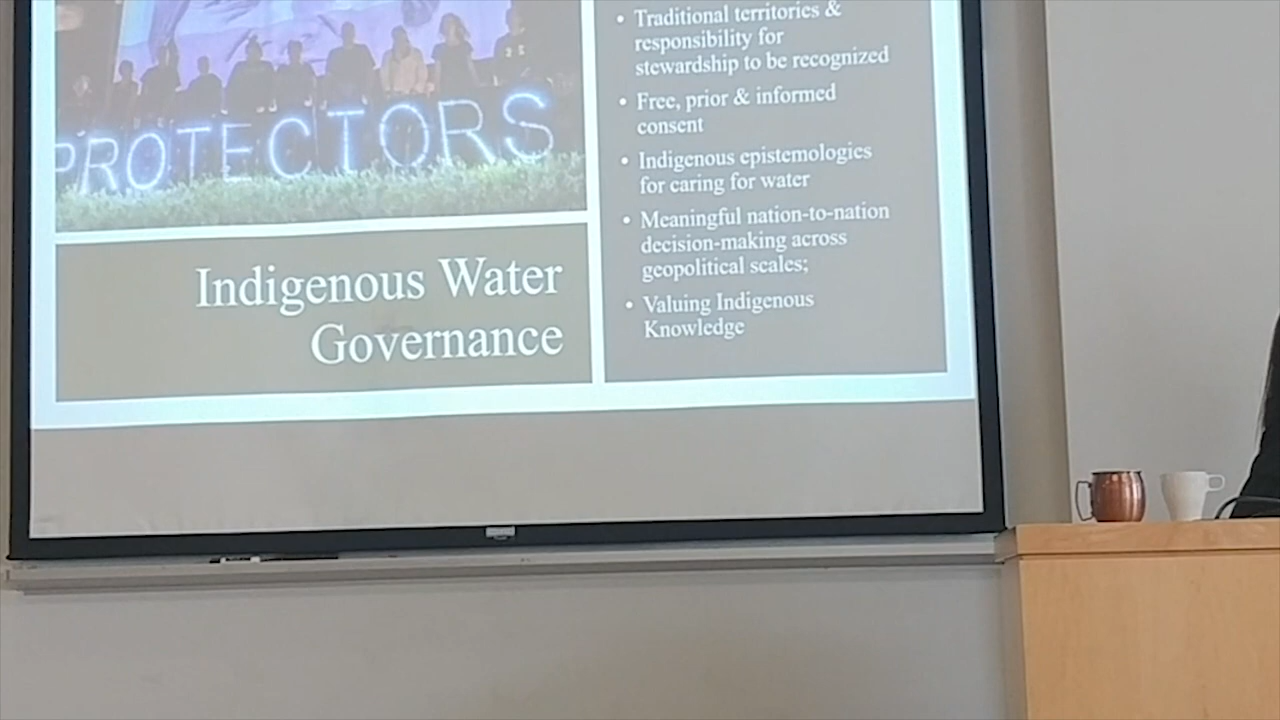 PROTECTORS
Indigenous Water
Governance
• Traditional territories &
responsibility for
stewardship to be recognized
• Free, prior & informed
consent
• Indigenous epistemologies
for caring for water
• Meaningful nation-to-nation
decision-making across
geopolitical scales;
• Valuing Indigenous
Knowledge